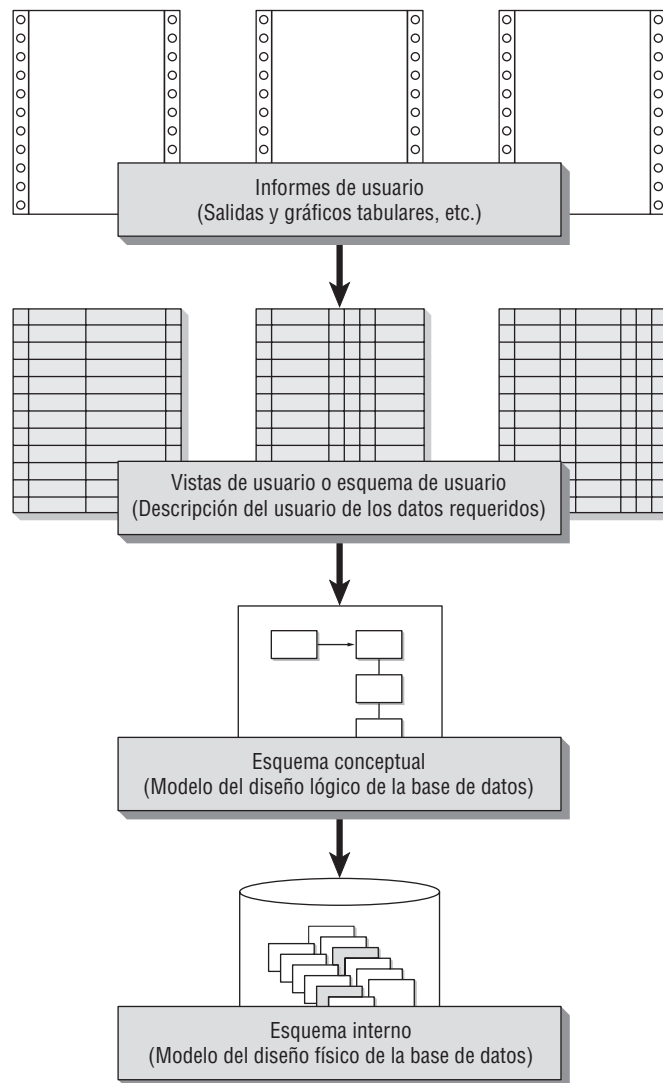 Informes de usuario
(Salidas y gráficos tabulares, etc.)
Vistas de usuario o esquema de usuario
(Descripción del usuario de los datos requeridos)
Esquema conceptual
(Modelo del diseño lógico de la base de datos)
Esquema interno
(Modelo del diseño físico de la base de datos)